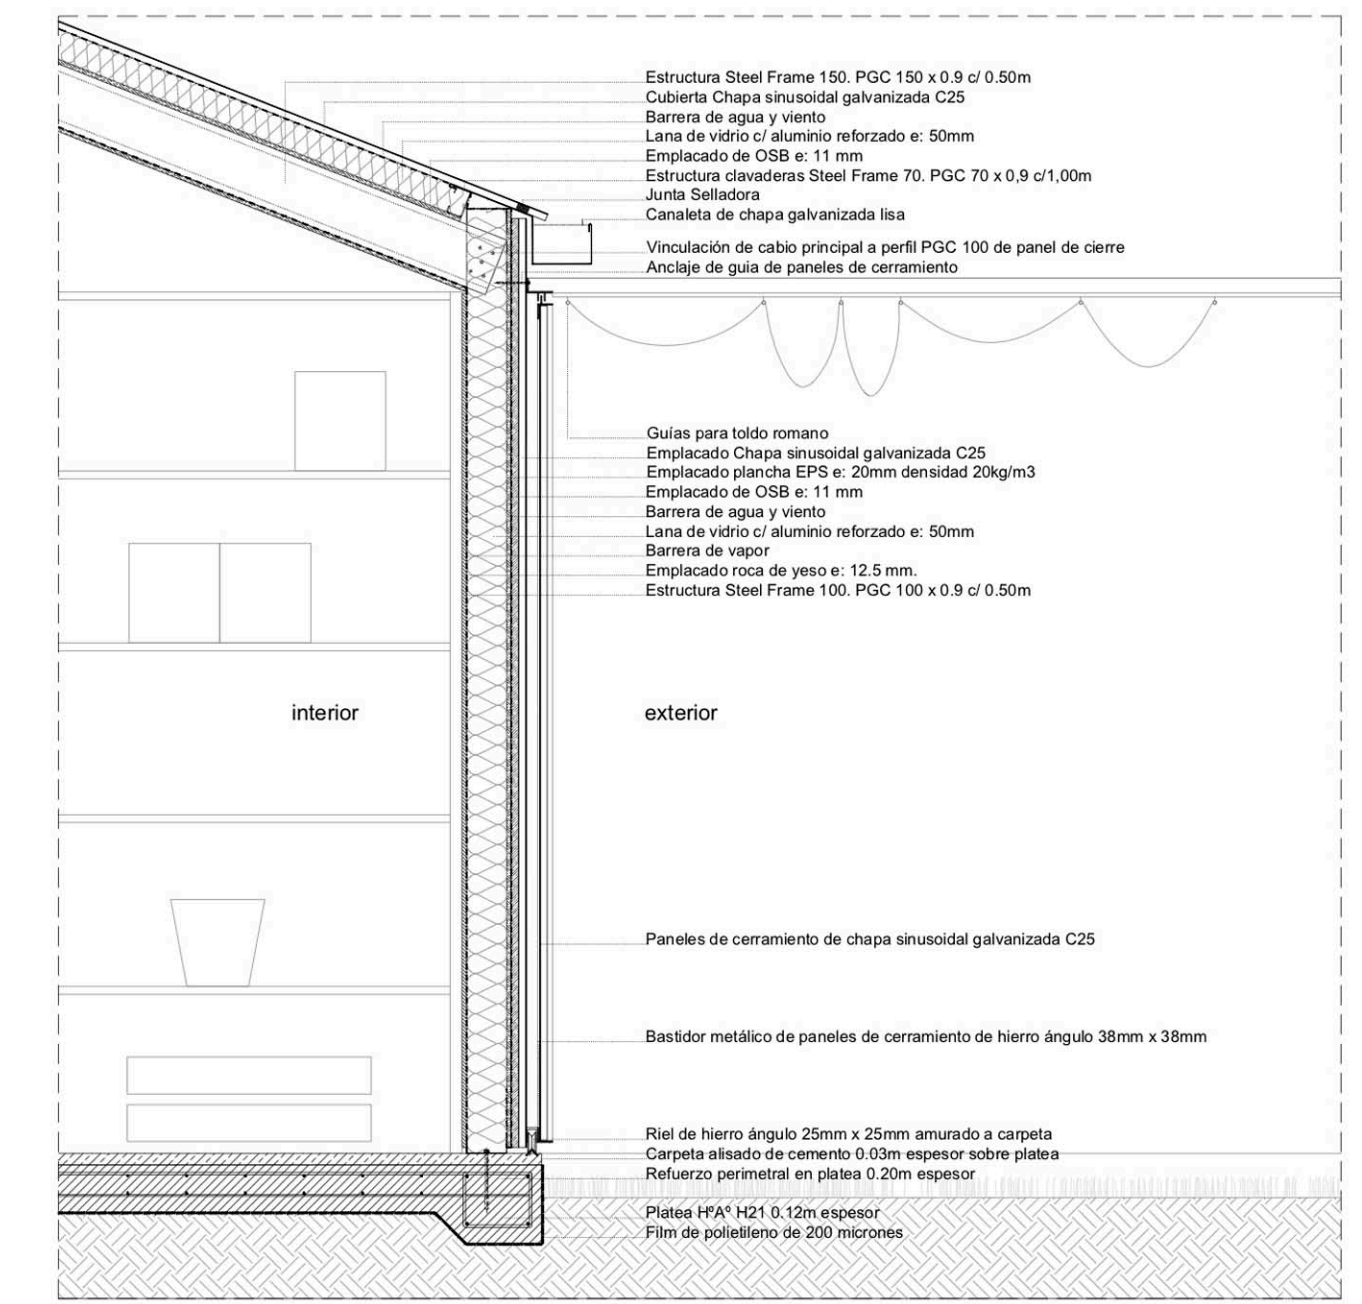 Estructura Steel Frame 150. PGC 150 x 0.9 c/ 0.50m
Cubierta Chapa sinusoidal galvanizada C25
Barrera de agua y viento
Lana de vidrio c/ aluminio reforzado e: 50mm
Emplacado de OSB e: 11 mm
Estructura clavaderas Steel Frame 70. PGC 70 x 0,9 c/1,00m
Junta Selladora
Canaleta de chapa galvanizada lisa
Vinculación de cabio principal a perfil PGC 100 de panel de cierre
Anclaje de guia de paneles de cerramiento
Guías para toldo romano
Emplacado Chapa sinusoidal galvanizada C25
Emplacado plancha EPS e: 20mm densidad 20kg/m3
Emplacado de OSB e: 11 mm
Barrera de agua y viento
Lana de vidrio c/ aluminio reforzado e: 50mm
Barrera de vapor
Emplacado roca de yeso e: 12.5 mm.
Estructura Steel Frame 100. PGC 100 x 0.9 c/ 0.50m
interior
exterior
Paneles de cerramiento de chapa sinusoidal galvanizada C25
Bastidor metálico de paneles de cerramiento de hierro ángulo 38mm x 38mm
Riel de hierro ángulo 25mm x 25mm amurado a carpeta
Carpeta alisado de cemento 0.03m espesor sobre platea
Refuerzo perimetral en platea 0.20m espesor
Platea HºAº H21 0.12m espesor
Film de polietileno de 200 micrones